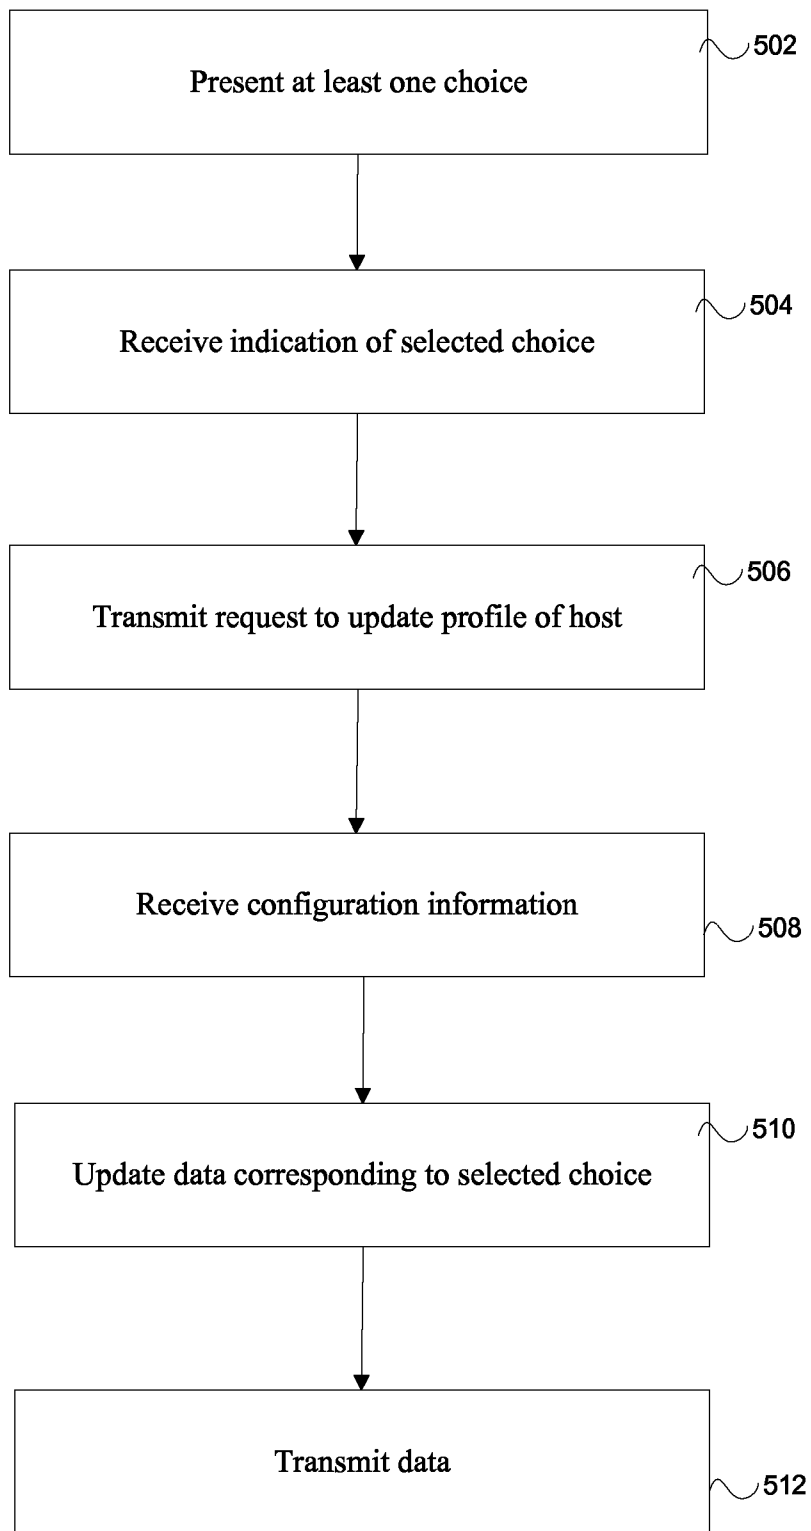 502
Present at least one choice
504
Receive indication of selected choice
506
Transmit request to update profile of host
Receive configuration information
508
510
Update data corresponding to selected choice
Transmit data
512